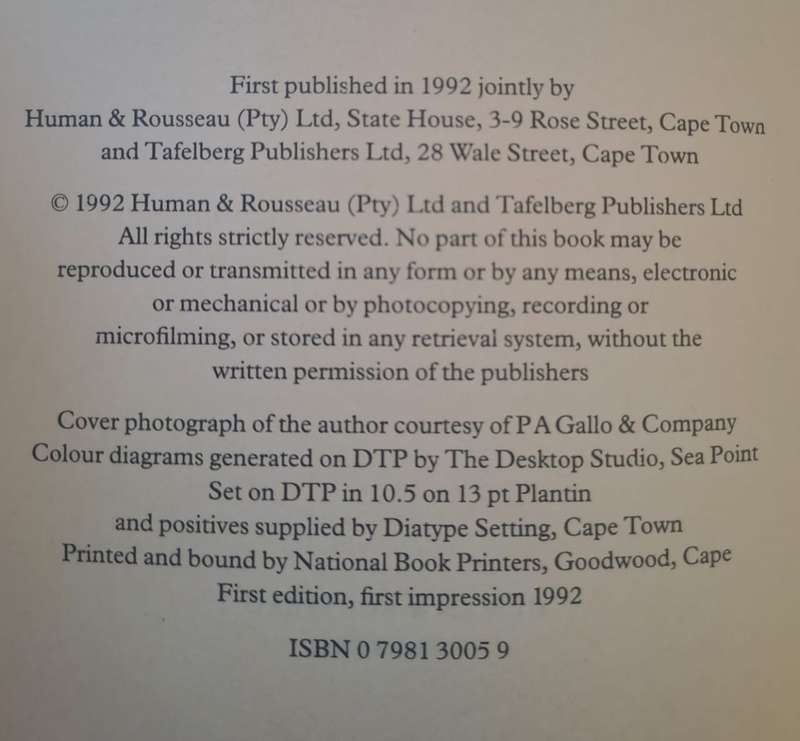 First published in 1992 jointly by
Human & Rousseau (Pty) Ltd, State House, 3-9 Rose Street, Cape Town
and Tafelberg Publishers Ltd, 28 Wale Street, Cape Town
© 1992 Human & Rousseau (Pty) Ltd and Tafelberg Publishers Ltd
All rights strictly reserved. No part of this book may be
reproduced or transmitted in any form or by any means, electronic
or mechanical or by photocopying, recording or
microfilming, or stored in any retrieval system, without the
written permission of the publishers
Cover photograph of the author courtesy of P A Gallo & Company
Colour diagrams generated on DTP by The Desktop Studio, Sea Point
Set on DTP in 10.5 on 13 pt Plantin
and positives supplied by Diatype Setting, Cape Town
Printed and bound by National Book Printers, Goodwood, Cape
First edition, first impression 1992
ISBN 0 7981 3005 9